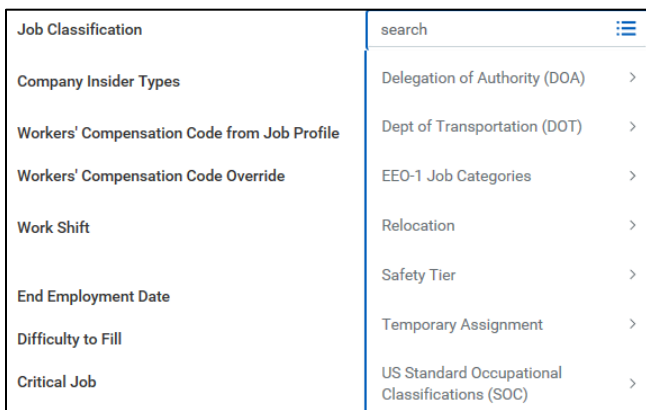 Job Classification
search
Company Insider Types
Delegation of Authority (DOA)
Workers' Compensation Code from Job Profile
Dept of Transportation (DOT)
Workers' Compensation Code Override
EEO-1 Job Categories
Work Shift
Relocation
Safety Tier
End Employment Date
Temporary Assignment
Difficulty to Fill
Critical Job
US Standard Occupational
Classifications (SOC)